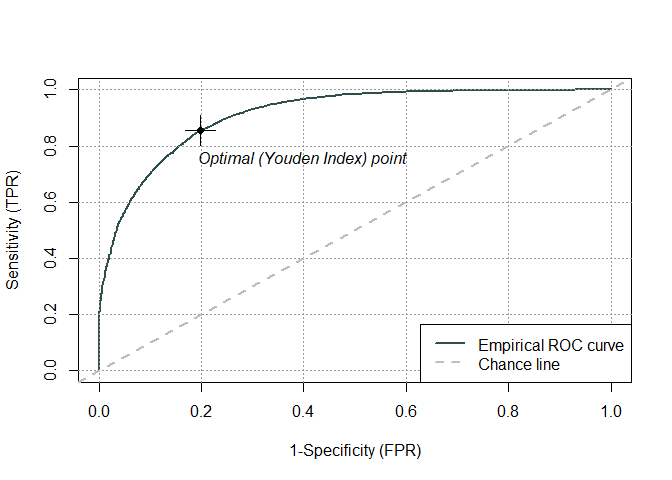 Sensitivity (TPR)
1.0
0.8
0.6
0.4
0.2
0.0
Optimal (Youden Index) point
Empirical ROC curve
Chance line
0.0 0.2 0.4 0.6 0.8 1.0
1-Specificity (FPR)